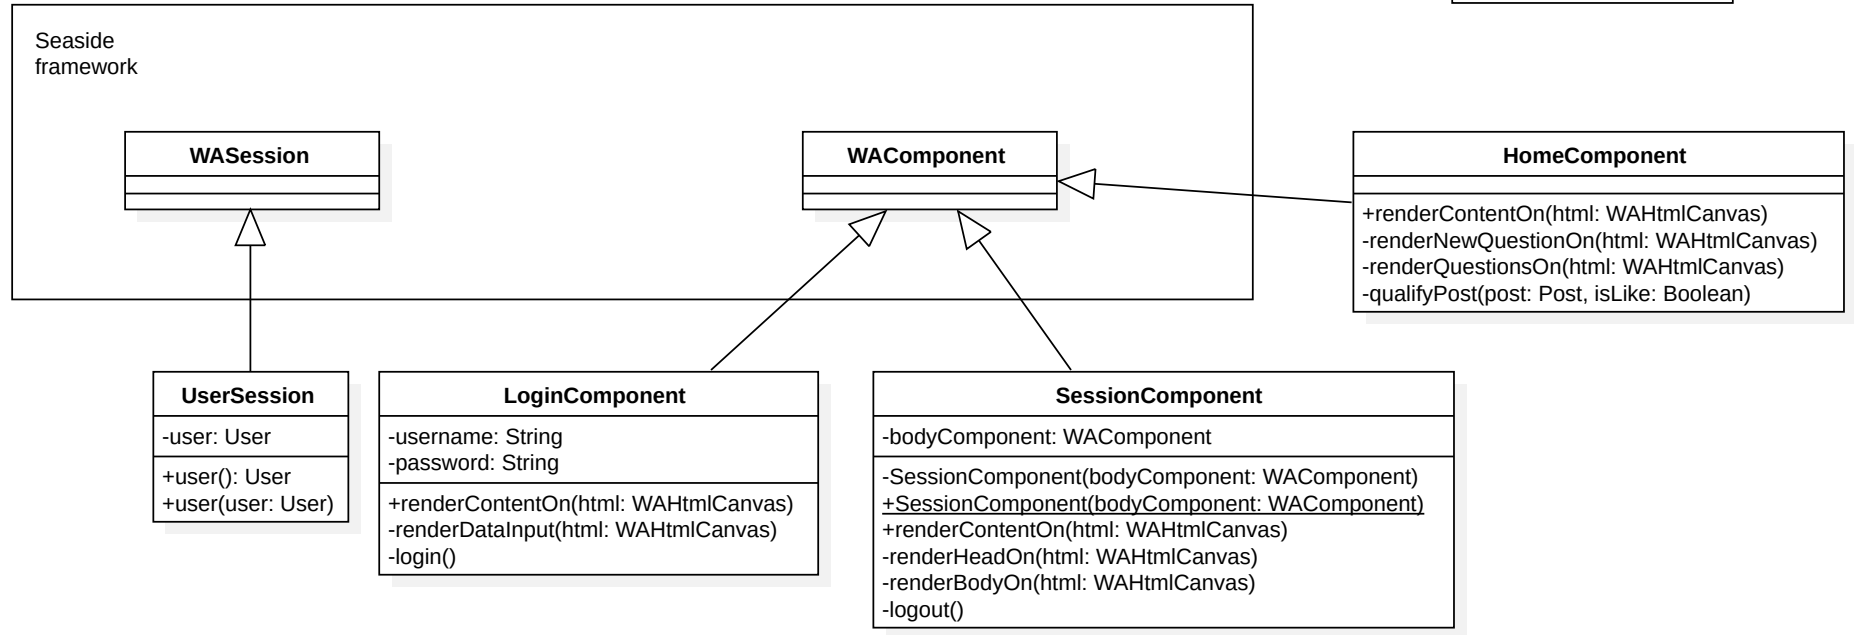 Seaside
framework
WASession
WAComponent
HomeComponent
+renderContentOn(html: WAHtmlCanvas)
-renderNewQuestionOn(html: WAHtmlCanvas)
-renderQuestionsOn(html: WAHtmlCanvas)
-qualifyPost(post: Post, isLike: Boolean)
UserSession
-user: User
+user(): User
+user(user: User)
LoginComponent
-username: String
-password: String
+renderContentOn(html: WAHtmlCanvas)
-renderDataInput(html: WAHtmlCanvas)
-login()
SessionComponent
-bodyComponent: WAComponent
-SessionComponent(bodyComponent: WAComponent)
+SessionComponent(bodyComponent: WAComponent)
+renderContentOn(html: WAHtmlCanvas)
-renderHeadOn(html: WAHtmlCanvas)
-renderBodyOn(html: WAHtmlCanvas)
-logout()